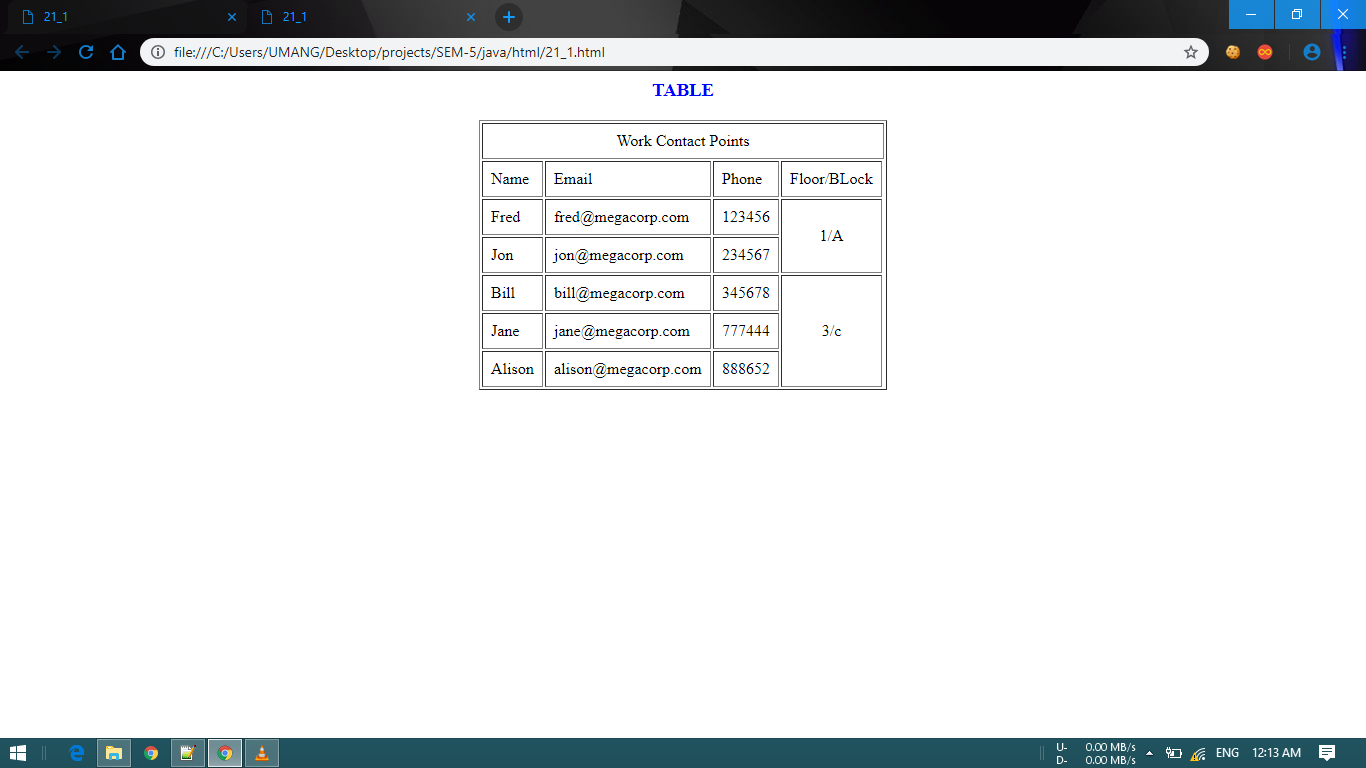 21_1 21_1
file:///C:/Users/UMANG/Desktop/projects/SEM-5/java/html/21_1.html
TABLE
Work Contact Points
Name Email Phone Floor/BLock
Fred fred@megacorp.com 123456
1/A
Jon jon@megacorp.com 234567
Bill bill@megacorp.com 345678
Jane jane@megacorp.com 777444 3/c
Alison alison@megacorp.com 888652
U- 0.00 MB/s
D- 0.00 MB/s
ENG 12:13 AM